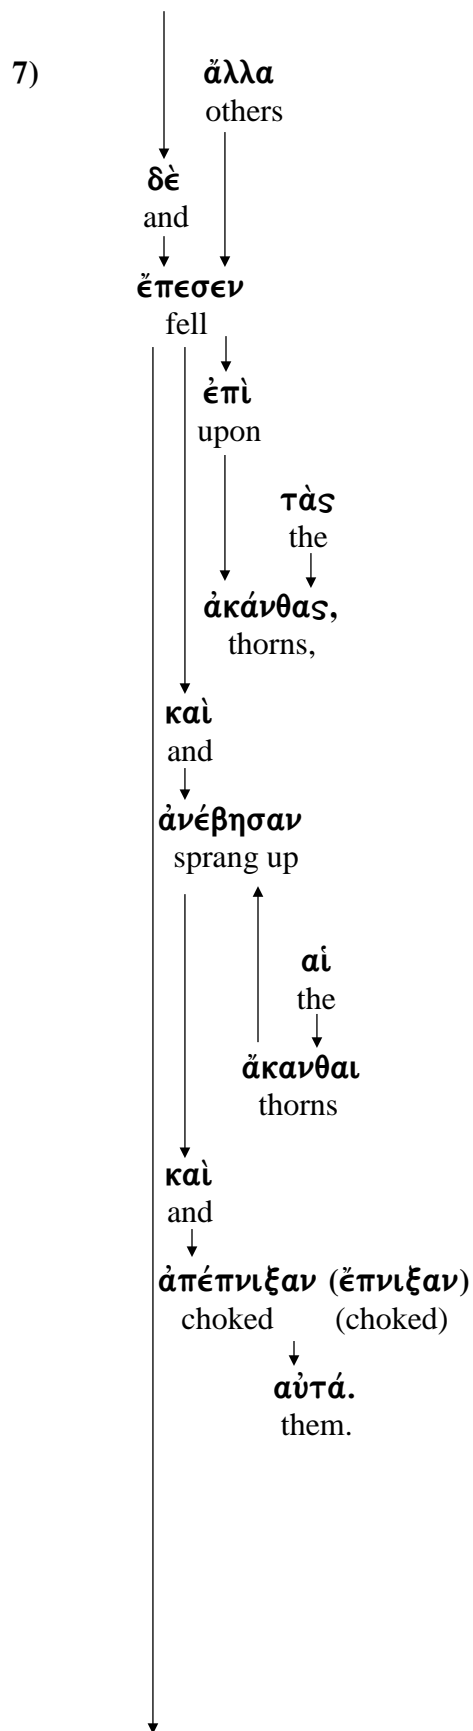 7) ἄλλα
others
δὲ
and
ἔπεσεν
fell
ἐπὶ
upon
τὰς
the
ἀκάνθας,
thorns,
καὶ
and
ἀνέβησαν
sprang up
αἱ
the
ἄκανθαι
thorns
καὶ
and
ἀπέπνιξαν (ἔπνιξαν)
choked (choked)
αὐτά.
them.